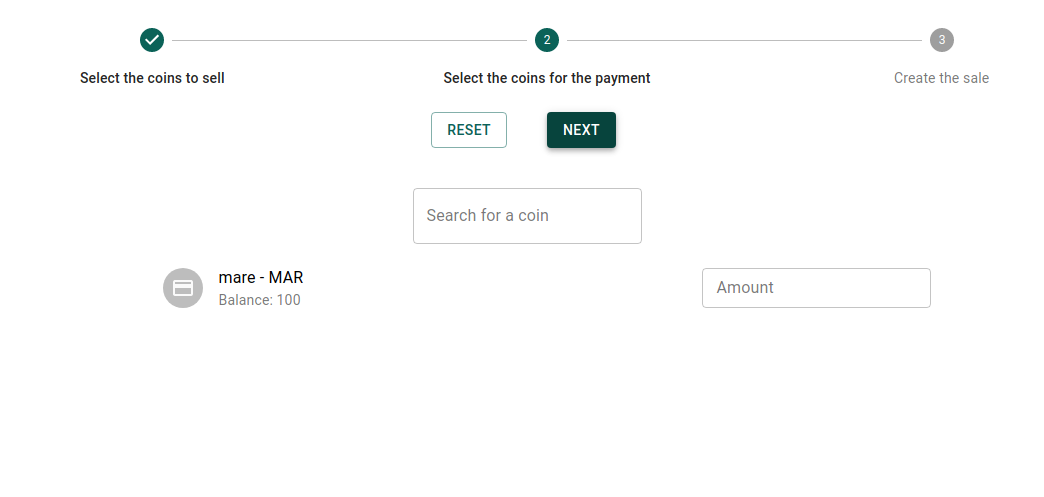 2
3
Select the coins to sell
Select the coins for the payment
Create the sale
RESET
NEXT
Search for a coin
mare - MAR
Balance: 100
Amount